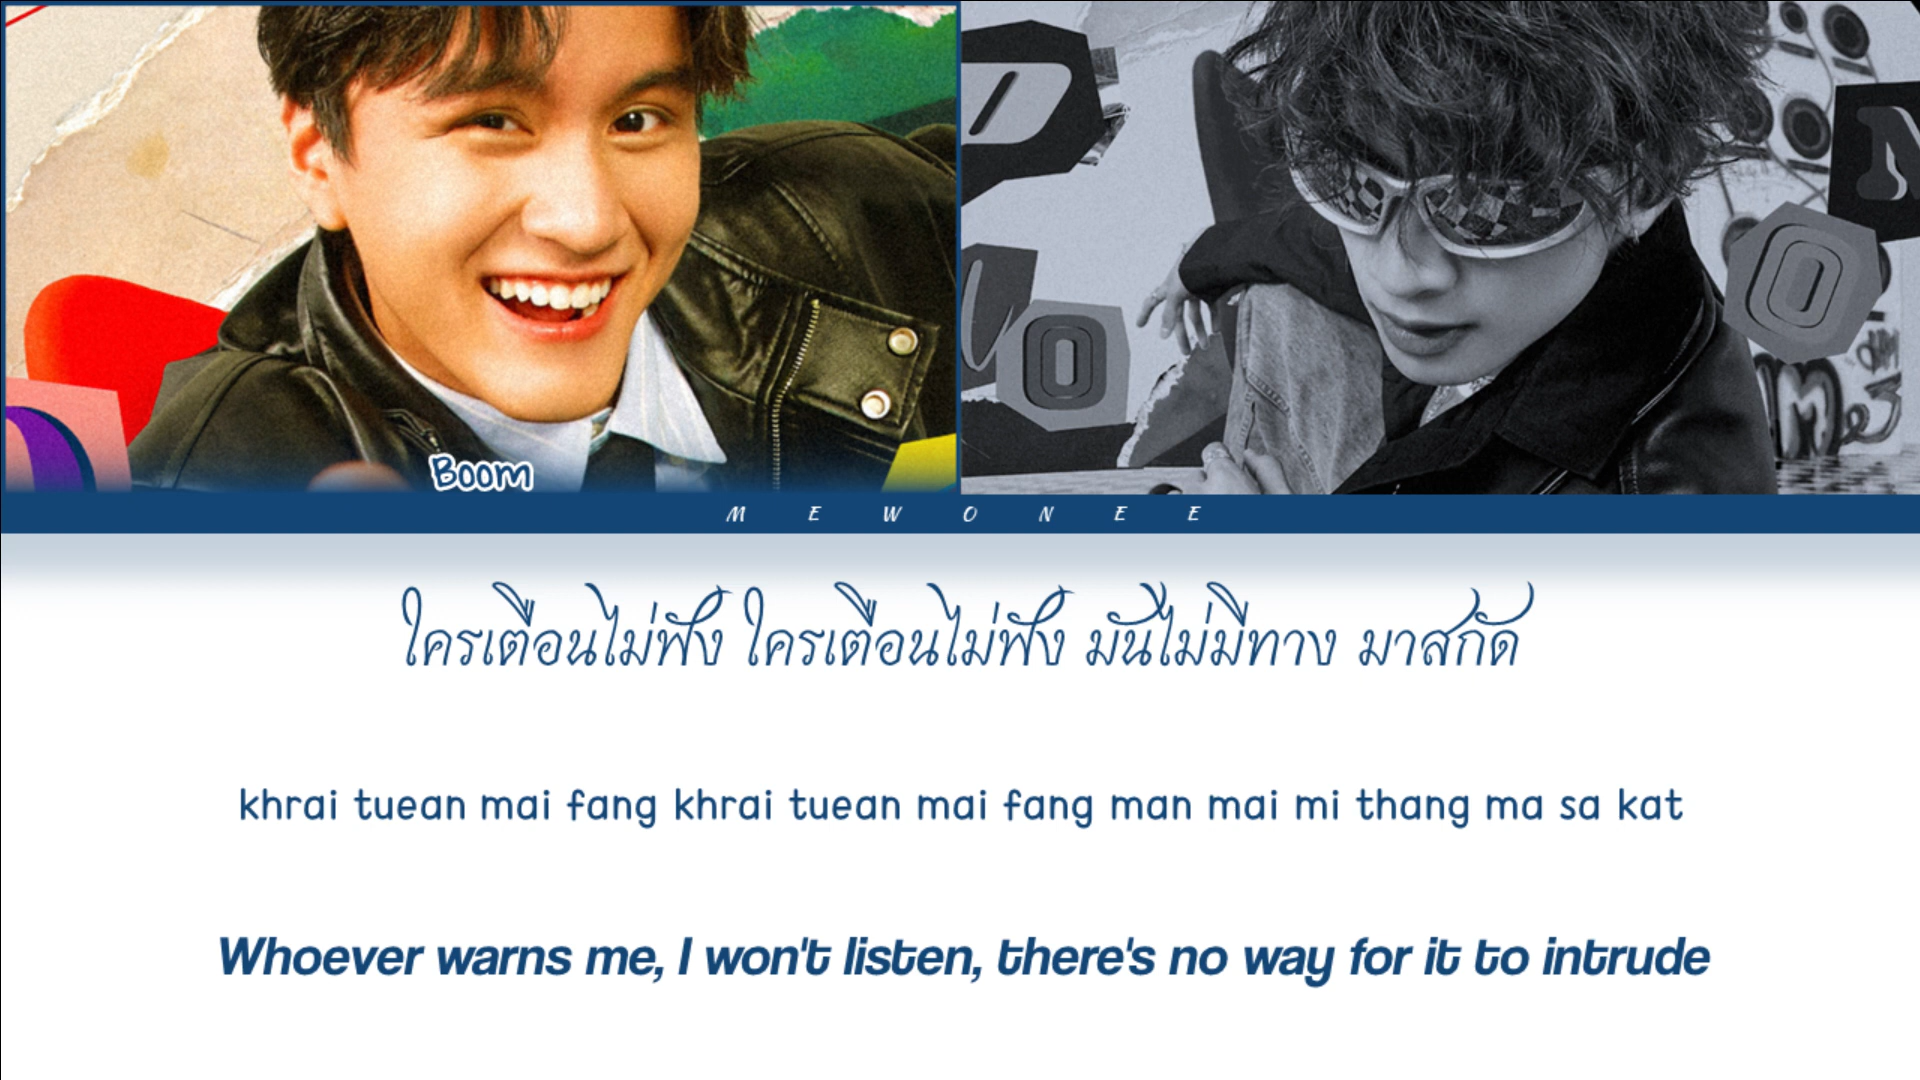 Boom
MEWONEE
ใครเตือนไม่ฟัง ใครเตือนไม่ฟัง มันไม่มีทาง มาสกัด
khrai tuean mai fang khrai tuean mai fang man mai mi thang ma sa kat
Whoever warns me, I won't listen, there's no way for it to intrude